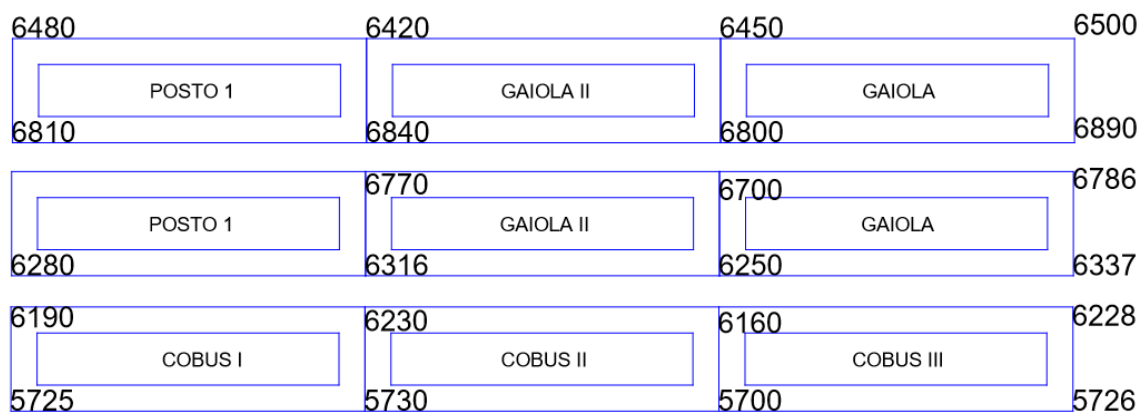 6480 6420 6450 6500
POSTO 1 GAIOLA II GAIOLA
6810 6840 6800 6890
6770 6700 6786
POSTO 1 GAIOLA II GAIOLA
6280 6316 6250 6337
6190 6230 6160 6228
COBUS I COBUS II COBUS III
5725 5730 5700 5726